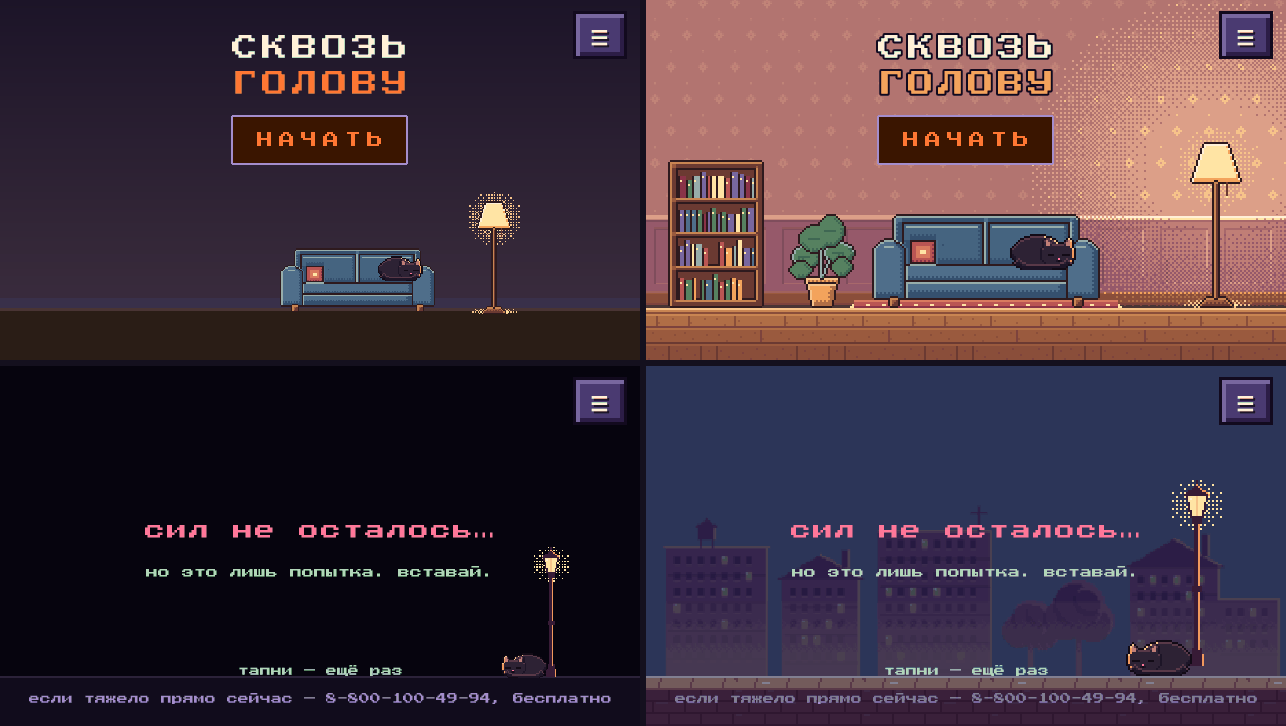 СКВОЗЬ
ГОЛОВУ
НАЧАТЬ
СКВОЗЬ
ГОЛОВУ
НАЧАТЬ
сил не осталось...
но это лишь попытка. вставай.
тапни — ещё раз
если тяжело прямо сейчас — 8-800-100-49-94, бесплатно
сил не осталось...
но это лишь попытка. вставай.
тапни — ещё раз
если тяжело прямо сейчас — 8-800-100-49-94, бесплатно